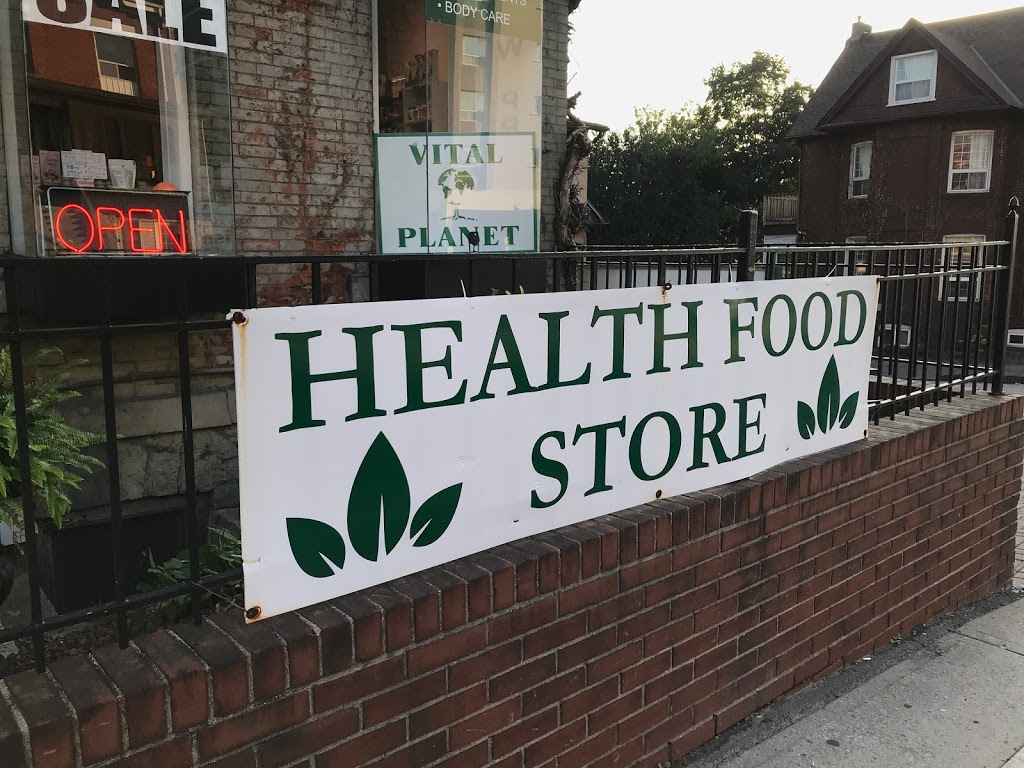 SALE
• BODY CARE
OPEN
VITAL
PLANET
HEALTH FOOD
STORE